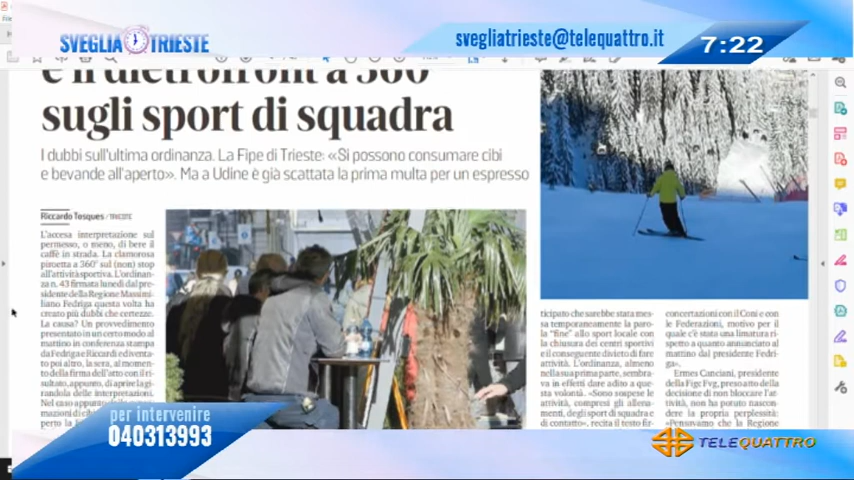 SVEGLIA TRIESTE
svegliatrieste@telequattro.it
7:22
e il dietrofront a 360°
sugli sport di squadra
I dubbi sull'ultima ordinanza. La Fipe di Trieste: «Si possono consumare cibi
e bevande all'aperto». Ma a Udine è già scattata la prima multa per un espresso
Riccardo Tosques / TRIESTE
L'accesa interpretazione sul
permesso, o meno, di bere il
caffè in strada. La clamorosa
piroetta a 360° sul (non) stop
all'attività sportiva. L'ordinan-
za n. 43 firmata lunedì dal pre-
sidente della Regione Massimi-
liano Fedriga questa volta ha
creato più dubbi che certezze.
La causa? Un provvedimento
presentato in un certo modo al
mattino in conferenza stampa
da Fedriga e Riccardi e diventa-
to poi altro, la sera, al momen-
to della firma dell'atto con il ri-
sultato, appunto, di aprire la gi-
randola delle interpretazioni.
Nel caso
ticipato che sarebbe stata mes-
sa temporaneamente la paro-
la "fine" allo sport locale con
la chiusura dei centri sportivi
e il conseguente divieto di fare
attività. L'ordinanza, almeno
nella sua prima parte, sembra-
va in effetti dare adito a que-
sta volontà. «Sono sospese le
attività, compresi gli allena-
menti, degli sport di squadra e
di contatto», recita il testo fir-
concertazioni con il Coni e con
le Federazioni, motivo per il
quale c'è stata una limatura ri-
spetto a quanto annunciato al
mattino dal presidente Fedri-
ga».
Ermes Canciani, presidente
della Figc Fvg, preso atto della
decisione di non bloccare l'atti-
vità, non ha potuto nascon-
dere la propria perplessità:
«Pensavamo che la Regione
per intervenire
040313993
TELEQUATTRO